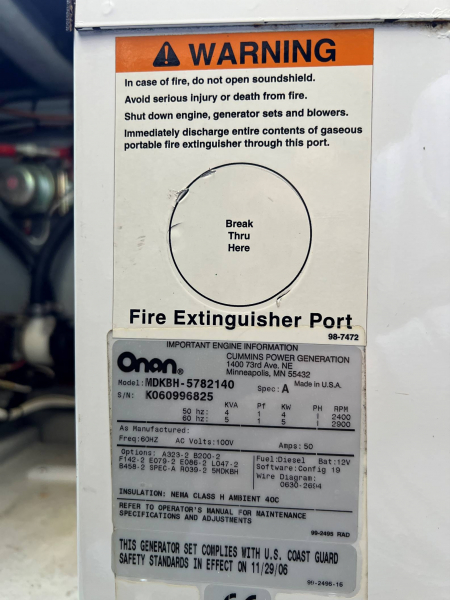 WARNING
In case of fire, do not open soundshield.
Avoid serious injury or death from fire.
Shut down engine, generator sets and blowers.
Immediately discharge entire contents of gaseous
portable fire extinguisher through this port.
Break
Thru
Here
Fire Extinguisher Port
98-7472
IMPORTANT ENGINE INFORMATION
Onan®
CUMMINS POWER GENERATION
1400 73rd Ave. NE
Minneapolis, MN 55432
Made in U.S.A.
Model: MDKBH-5782140 Spec: A
S/N: K060996825
KVA Pf KW PH RPM
50 hz: 4 1 4 1 2400
60 hz: 5 1 5 1 2900
As Manufactured:
Freq: 60HZ AC Volts: 100V Amps: 50
Options: A323-2 B200-2
F142-2 E079-2 E086-2 L047-2
B458-2 SPEC-A R039-2 5MDKBH
Fuel: Diesel Bat: 12V
Software: Config 19
Wire Diagram:
0630-2694
INSULATION: NEMA CLASS H AMBIENT 40C
REFER TO OPERATOR'S MANUAL FOR MAINTENANCE
SPECIFICATIONS AND ADJUSTMENTS
99-2495 RAD
THIS GENERATOR SET COMPLIES WITH U.S. COAST GUARD
SAFETY STANDARDS IN EFFECT ON 11/29/06
99-2495-15